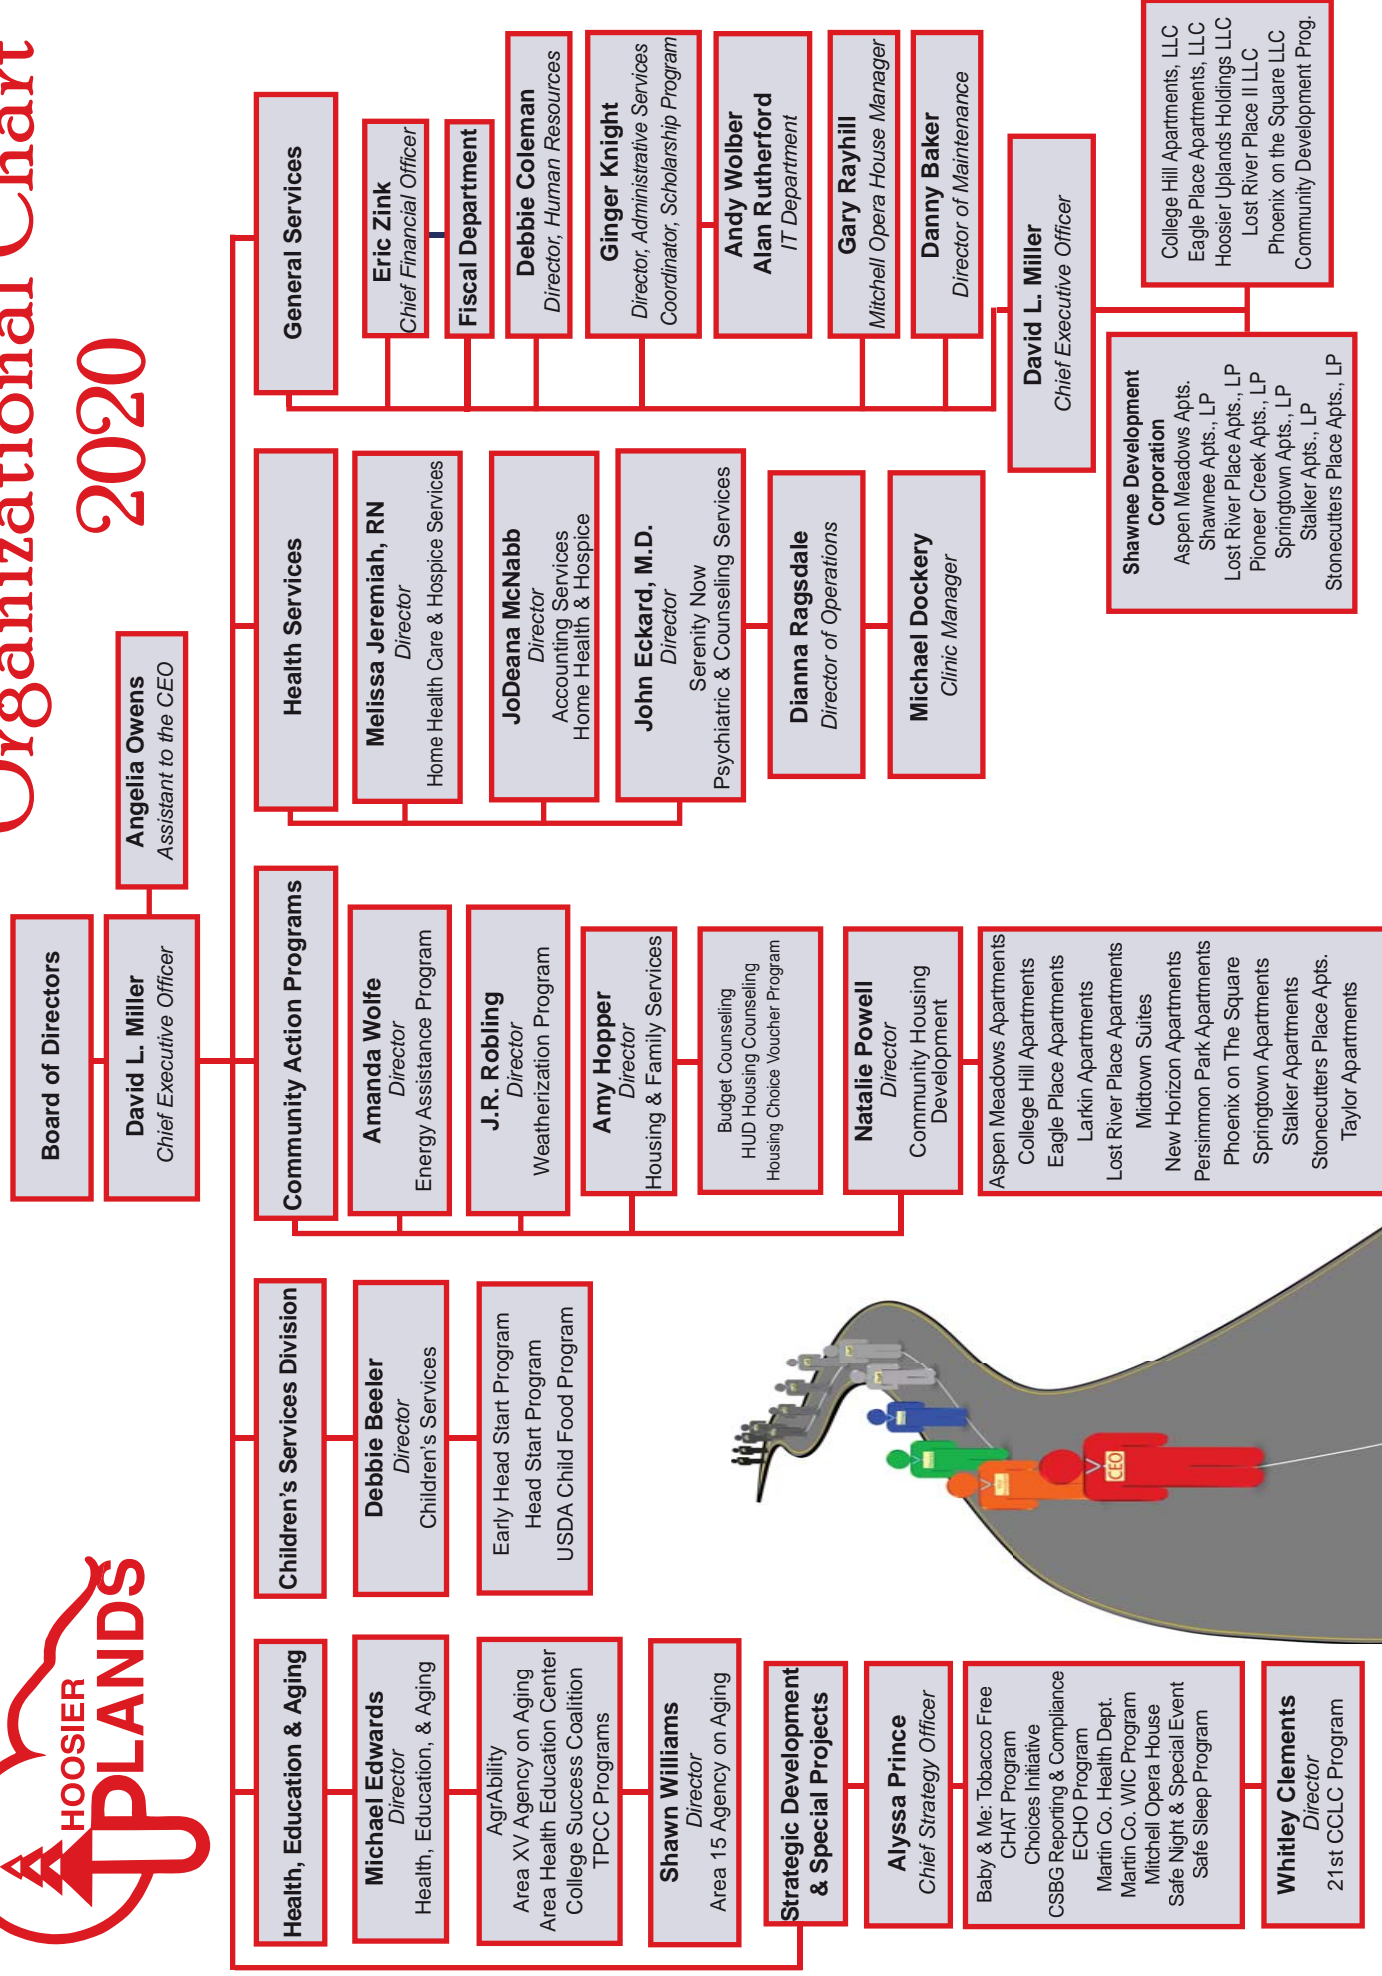 Organizational Chart
2020
HOOSIER
UPLANDS
Board of Directors
David L. Miller
Chief Executive Officer
Angelia Owens
Assistant to the CEO
Health, Education & Aging
Michael Edwards
Director
Health, Education, & Aging
AgrAbility
Area XV Agency on Aging
Area Health Education Center
College Success Coalition
TPCC Programs
Shawn Williams
Director
Area 15 Agency on Aging
Strategic Development
& Special Projects
Alyssa Prince
Chief Strategy Officer
Baby & Me: Tobacco Free
CHAT Program
Choices Initiative
CSBG Reporting & Compliance
ECHO Program
Martin Co. Health Dept.
Martin Co. WIC Program
Mitchell Opera House
Safe Night & Special Event
Safe Sleep Program
Whitley Clements
Director
21st CCLC Program
Children's Services Division
Debbie Beeler
Director
Children's Services
Early Head Start Program
Head Start Program
USDA Child Food Program
CEO
Community Action Programs
Amanda Wolfe
Director
Energy Assistance Program
J.R. Robling
Director
Weatherization Program
Amy Hopper
Director
Housing & Family Services
Budget Counseling
HUD Housing Counseling
Housing Choice Voucher Program
Natalie Powell
Director
Community Housing
Development
Aspen Meadows Apartments
College Hill Apartments
Eagle Place Apartments
Larkin Apartments
Lost River Place Apartments
Midtown Suites
New Horizon Apartments
Persimmon Park Apartments
Phoenix on The Square
Springtown Apartments
Stalker Apartments
Stonecutters Place Apts.
Taylor Apartments
Health Services
Melissa Jeremiah, RN
Director
Home Health Care & Hospice Services
JoDeana McNabb
Director
Accounting Services
Home Health & Hospice
John Eckard, M.D.
Director
Serenity Now
Psychiatric & Counseling Services
Dianna Ragsdale
Director of Operations
Michael Dockery
Clinic Manager
General Services
Eric Zink
Chief Financial Officer
Fiscal Department
Debbie Coleman
Director, Human Resources
Ginger Knight
Director, Administrative Services
Coordinator, Scholarship Program
Andy Wolber
Alan Rutherford
IT Department
Gary Rayhill
Mitchell Opera House Manager
Danny Baker
Director of Maintenance
David L. Miller
Chief Executive Officer
Shawnee Development
Corporation
Aspen Meadows Apts.
Shawnee Apts., LP
Lost River Place Apts., LP
Pioneer Creek Apts., LP
Springtown Apts., LP
Stalker Apts., LP
Stonecutters Place Apts., LP
College Hill Apartments, LLC
Eagle Place Apartments, LLC
Hoosier Uplands Holdings LLC
Lost River Place II LLC
Phoenix on the Square LLC
Community Development Prog.